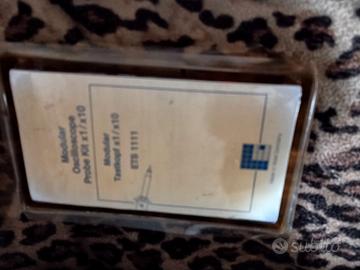 Modular
Oscilloscope
Probe Kit x1/x10
Modular
Tastkopf x1/x10
ETS 1111
subito